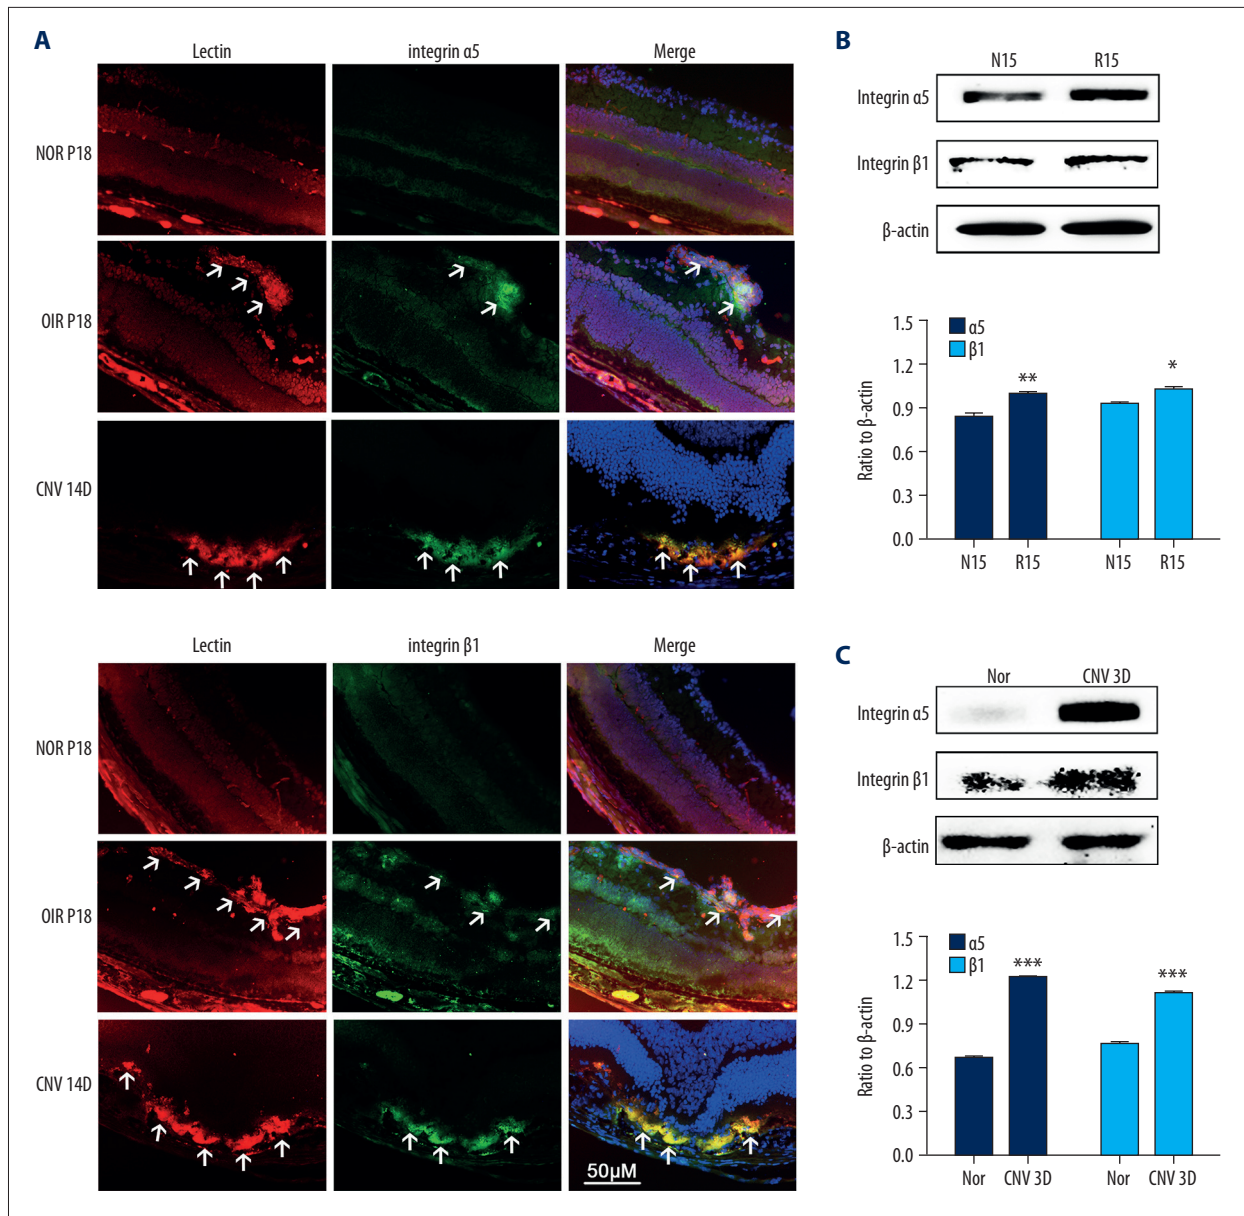 A
Lectin integrin α5 Merge
NOR P18
OIR P18
CNV 14D
Lectin integrin β1 Merge
NOR P18
OIR P18
CNV 14D
50μM
B
N15 R15
Integrin α5
Integrin β1
β-actin
α5
β1
Ratio to β-actin
1.5
1.2
0.9
0.6
0.3
0.0
**
*
N15 R15 N15 R15
C
Nor CNV 3D
Integrin α5
Integrin β1
β-actin
α5
β1
Ratio to β-actin
1.5
1.2
0.9
0.6
0.3
0.0
***
***
Nor CNV 3D Nor CNV 3D